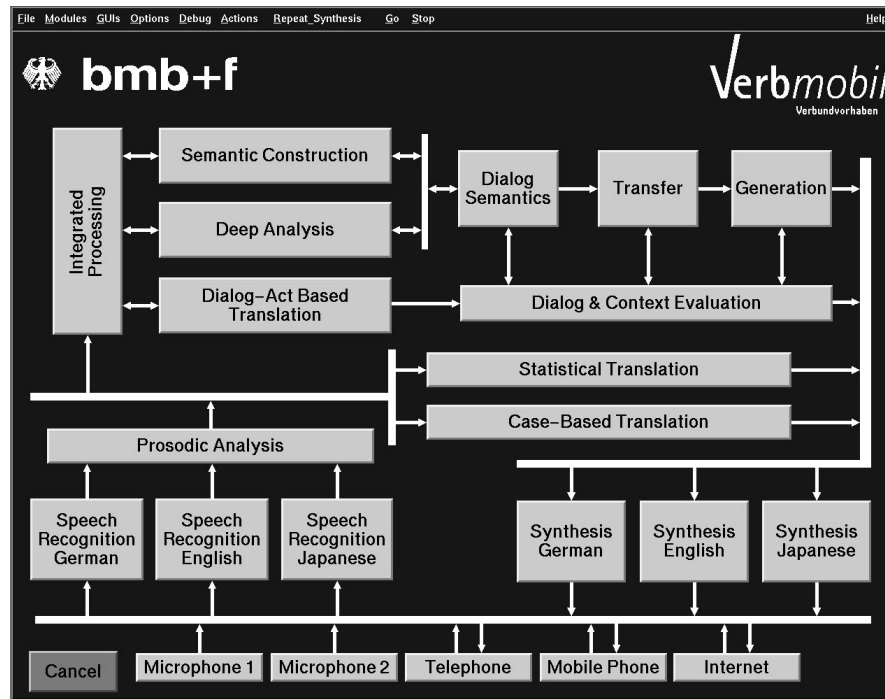 File Modules GUIs Options Debug Actions Repeat_Synthesis Go Stop Help
bmb+f
Verbmobil
Verbundvorhaben
Integrated
Processing
Semantic Construction
Deep Analysis
Dialog-Act Based
Translation
Dialog
Semantics
Transfer
Generation
Dialog & Context Evaluation
Statistical Translation
Case-Based Translation
Prosodic Analysis
Speech
Recognition
German
Speech
Recognition
English
Speech
Recognition
Japanese
Synthesis
German
Synthesis
English
Synthesis
Japanese
Cancel
Microphone 1
Microphone 2
Telephone
Mobile Phone
Internet